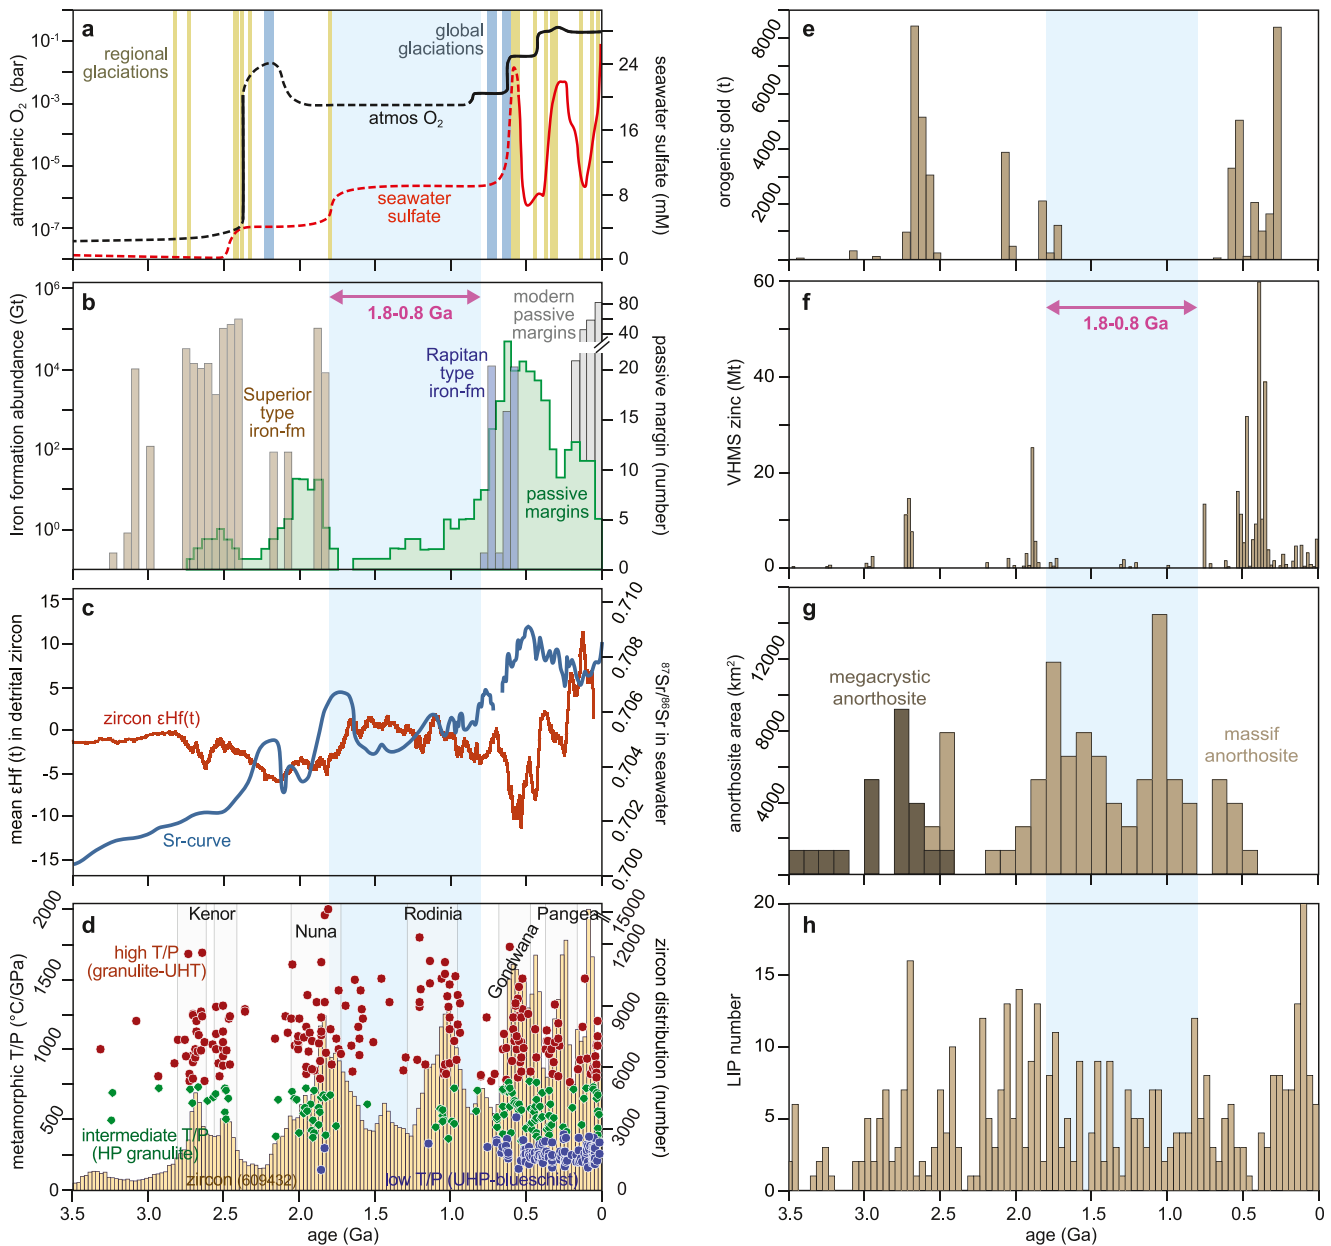 a
regional
glaciations
global
glaciations
atmos O2
seawater
sulfate
atmospheric O2 (bar)
10-1
10-3
10-5
10-7
seawater sulfate (mM)
24
16
8
0
b
1.8-0.8 Ga
modern
passive
margins
Rapitan
type
iron-fm
Superior
type
iron-fm
passive
margins
Iron formation abundance (Gt)
10⁶
10⁴
10²
10⁰
passive margin (number)
80
40
20
15
10
5
0
c
zircon εHf(t)
Sr-curve
mean εHf (t) in detrital zircon
15
10
5
0
-5
-10
-15
⁸⁷Sr/⁸⁶Sr in seawater
0.710
0.708
0.706
0.704
0.702
0.700
d
Kenor
Nuna
Rodinia
Gondwana
Pangea
high T/P
(granulite-UHT)
intermediate T/P
(HP granulite)
zircon (609432)
low T/P (UHP-blueschist)
metamorphic T/P (°C/GPa)
2000
1500
1000
500
0
zircon distribution (number)
15000
12000
9000
6000
3000
0
3.5 3.0 2.5 2.0 1.5 1.0 0.5 0
age (Ga)
e
orogenic gold (t)
8000
6000
4000
2000
f
1.8-0.8 Ga
VHMS zinc (Mt)
60
40
20
0
g
megacrystic
anorthosite
massif
anorthosite
anorthosite area (km²)
12000
8000
4000
h
LIP number
20
15
10
5
0
3.5 3.0 2.5 2.0 1.5 1.0 0.5 0
age (Ga)